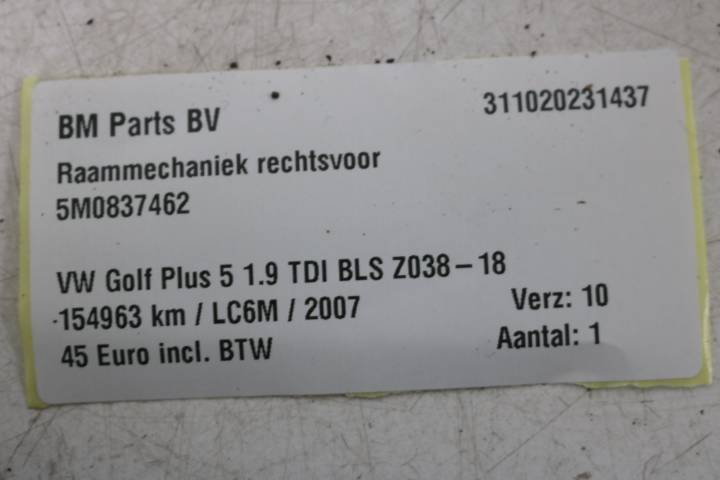 BM Parts BV 311020231437
Raammechaniek rechtsvoor
5M0837462
VW Golf Plus 5 1.9 TDI BLS Z038-18
154963 km / LC6M / 2007 Verz: 10
45 Euro incl. BTW Aantal: 1